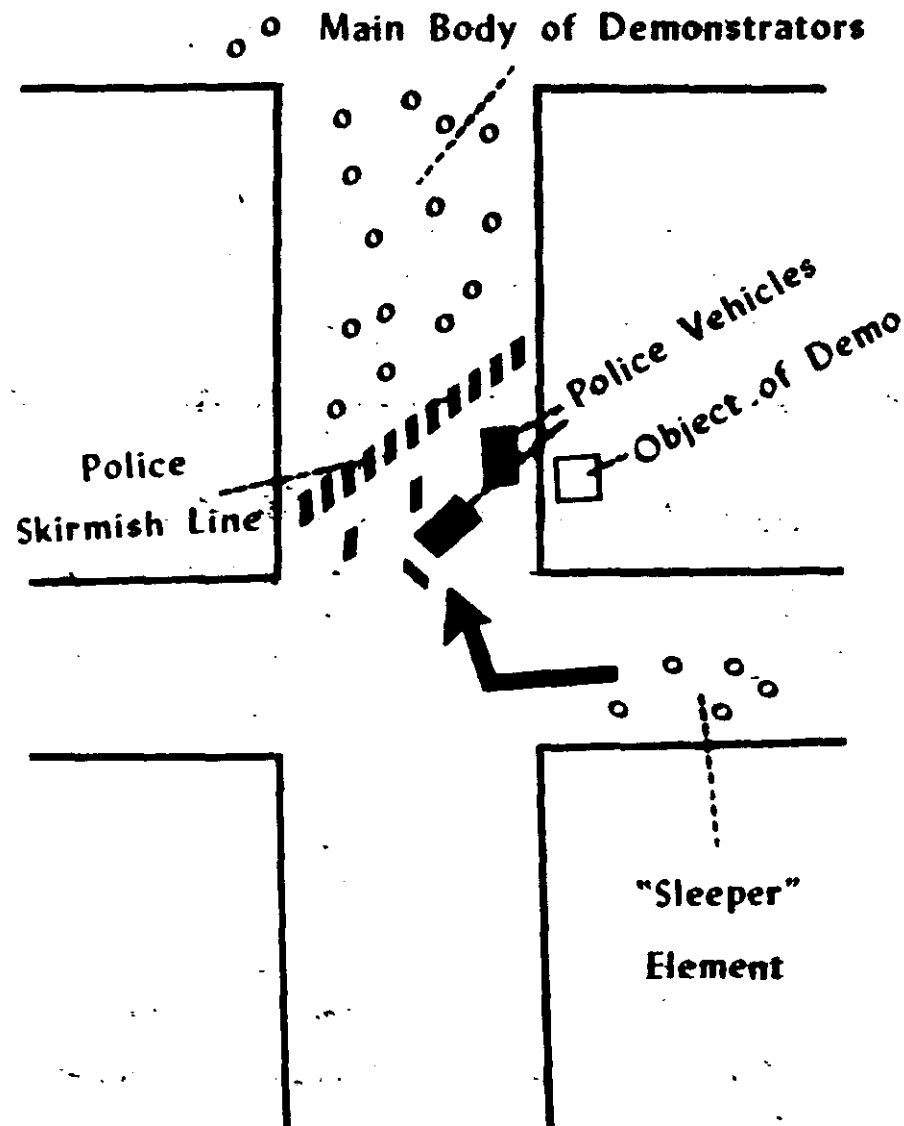 Main Body of Demonstrators
Police Vehicles
Object of Demo
Police
Skirmish Line
"Sleeper"
Element